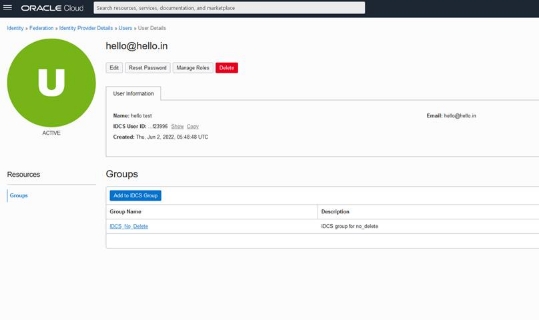 ORACLE Cloud
Search resources, services, documentation, and marketplace
Identity » Federation » Identity Provider Details » Users » User Details
U
ACTIVE
hello@hello.in
Edit Reset Password Manage Roles Delete
User Information
Name: hello test
Email: hello@hello.in
IDCS User ID: ...f23996 Show Copy
Created: Thu, Jun 2, 2022, 05:48:48 UTC
Resources
Groups
Groups
Add to IDCS Group
Group Name Description
IDCS_No_Delete IDCS group for no_delete